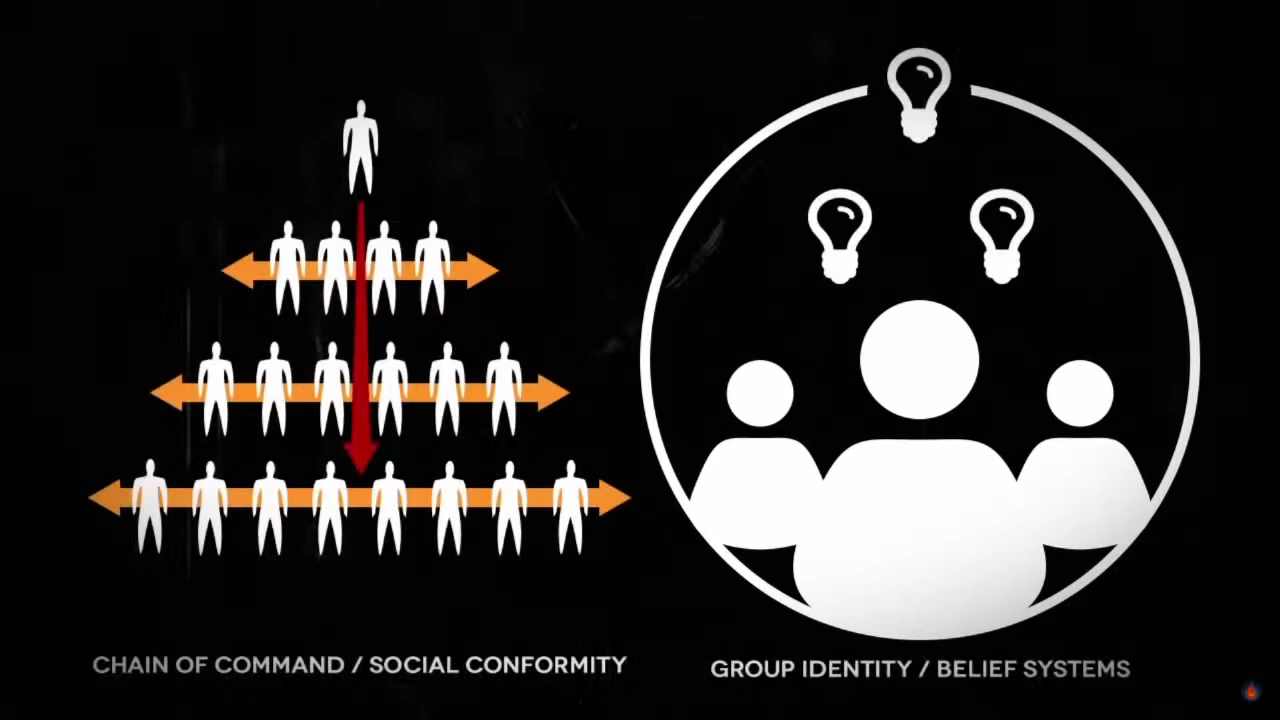 CHAIN OF COMMAND / SOCIAL CONFORMITY
GROUP IDENTITY / BELIEF SYSTEMS